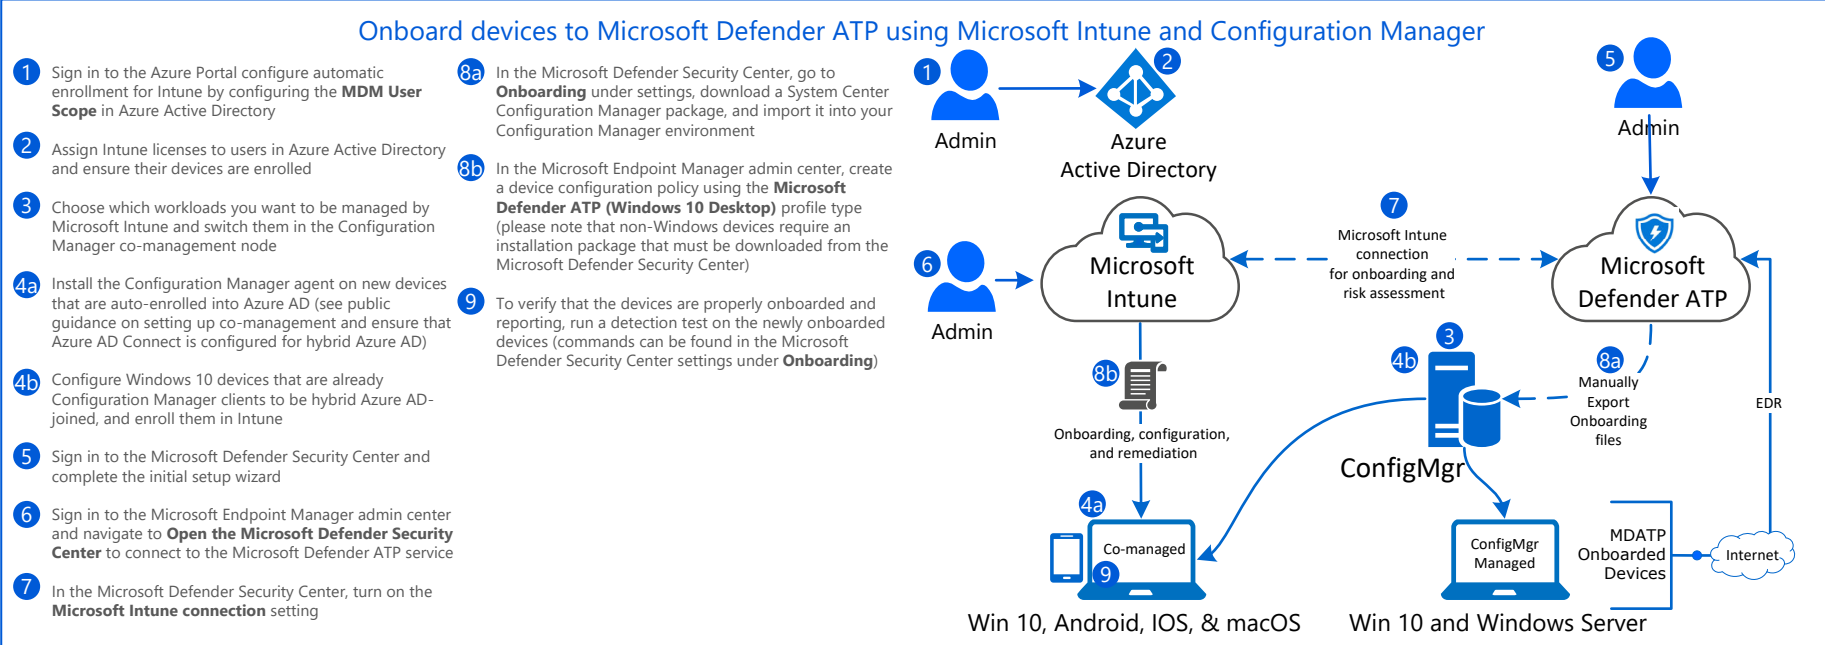 Onboard devices to Microsoft Defender ATP using Microsoft Intune and Configuration Manager
1 Sign in to the Azure Portal configure automatic
enrollment for Intune by configuring the MDM User
Scope in Azure Active Directory
2 Assign Intune licenses to users in Azure Active Directory
and ensure their devices are enrolled
3 Choose which workloads you want to be managed by
Microsoft Intune and switch them in the Configuration
Manager co-management node
4a Install the Configuration Manager agent on new devices
that are auto-enrolled into Azure AD (see public
guidance on setting up co-management and ensure that
Azure AD Connect is configured for hybrid Azure AD)
4b Configure Windows 10 devices that are already
Configuration Manager clients to be hybrid Azure AD-
joined, and enroll them in Intune
5 Sign in to the Microsoft Defender Security Center and
complete the initial setup wizard
6 Sign in to the Microsoft Endpoint Manager admin center
and navigate to Open the Microsoft Defender Security
Center to connect to the Microsoft Defender ATP service
7 In the Microsoft Defender Security Center, turn on the
Microsoft Intune connection setting
8a In the Microsoft Defender Security Center, go to
Onboarding under settings, download a System Center
Configuration Manager package, and import it into your
Configuration Manager environment
8b In the Microsoft Endpoint Manager admin center, create
a device configuration policy using the Microsoft
Defender ATP (Windows 10 Desktop) profile type
(please note that non-Windows devices require an
installation package that must be downloaded from the
Microsoft Defender Security Center)
9 To verify that the devices are properly onboarded and
reporting, run a detection test on the newly onboarded
devices (commands can be found in the Microsoft
Defender Security Center settings under Onboarding)
1
Admin
2
Azure
Active Directory
5
Admin
6
Admin
Microsoft
Intune
7
Microsoft Intune
connection
for onboarding and
risk assessment
Microsoft
Defender ATP
8b
Onboarding, configuration,
and remediation
3
4b
ConfigMgr
8a
Manually
Export
Onboarding
files
EDR
4a
Co-managed
9
Win 10, Android, IOS, & macOS
ConfigMgr
Managed
Win 10 and Windows Server
MDATP
Onboarded
Devices
Internet